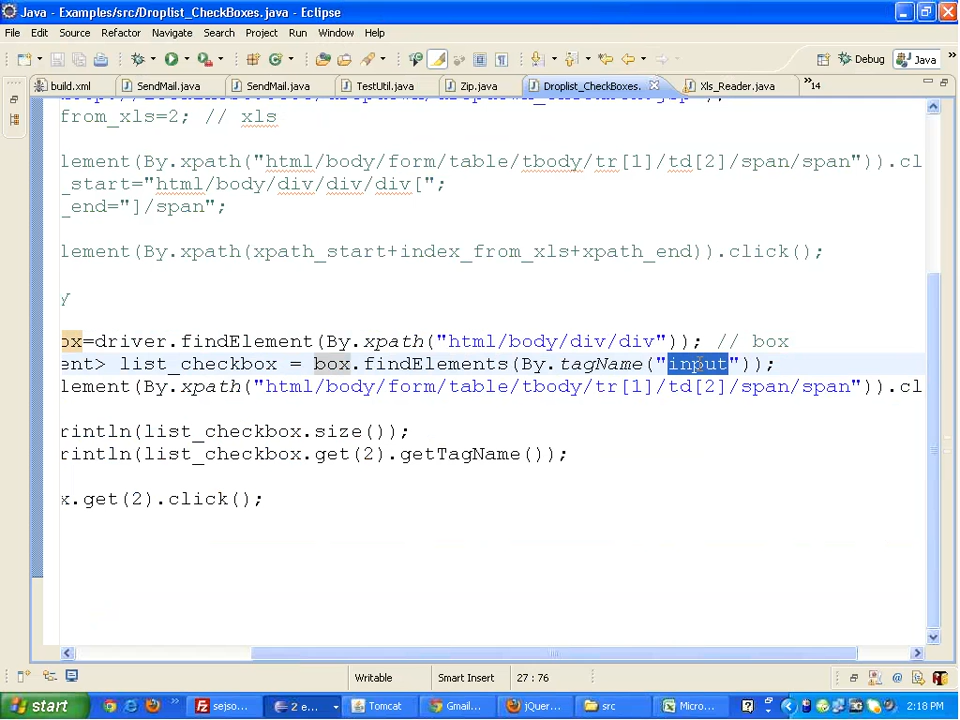 Java - Examples/src/Droplist_CheckBoxes.java - Eclipse
File Edit Source Refactor Navigate Search Project Run Window Help
Debug Java
build.xml SendMail.java SendMail.java TestUtil.java Zip.java Droplist_CheckBoxes. Xls_Reader.java »14
from_xls=2; // xls
lement(By.xpath("html/body/form/table/tbody/tr[1]/td[2]/span/span")).cl
_start="html/body/div/div/div[";
_end="]/span";
lement(By.xpath(xpath_start+index_from_xls+xpath_end)).click();
y
ox=driver.findElement(By.xpath("html/body/div/div")); // box
ent> list_checkbox = box.findElements(By.tagName("input"));
lement(By.xpath("html/body/form/table/tbody/tr[1]/td[2]/span/span")).cl
rintln(list_checkbox.size());
rintln(list_checkbox.get(2).getTagName());
x.get(2).click();
Writable Smart Insert 27 : 76
start sejso... 2 e... Tomcat Gmail... jQuer... src Micro... 2:18 PM